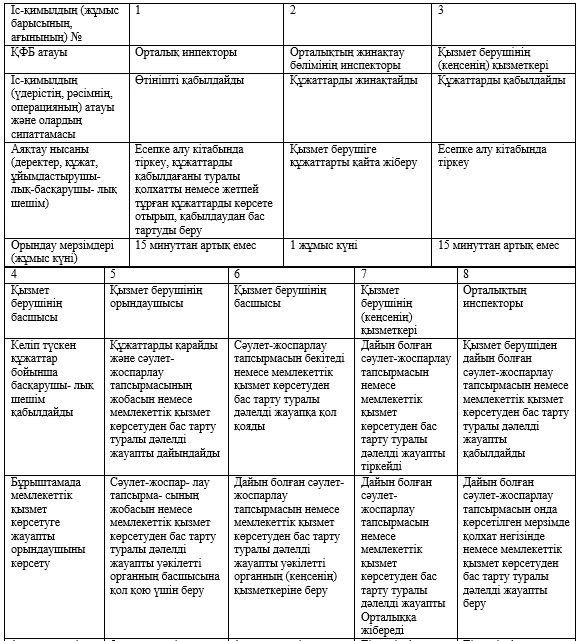 Іс-қимылдың (жұмыс барысының, ағынының) № 1 2 3
ҚФБ атауы Орталық инспекторы Орталықтың жинақтау бөлімінің инспекторы Қызмет берушінің (кеңсенің) қызметкері
Іс-қимылдың (үдерістің, рәсімнің, операцияның) атауы және олардың сипаттамасы Өтінішті қабылдайды Құжаттарды жинақтайды Құжаттарды қабылдайды
Аяқтау нысаны (деректер, құжат, ұйымдастырушы- лық-басқарушы- лық шешім) Есепке алу кітабында тіркеу, құжаттарды қабылдағаны туралы қолхатты немесе жетпей тұрған құжаттарды көрсете отырып, қабылдаудан бас тартуды беру Қызмет берушіге құжаттарты қайта жіберу Есепке алу кітабында тіркеу
Орындау мерзімдері (жұмыс күні) 15 минуттан артық емес 1 жұмыс күні 15 минуттан артық емес
4 5 6 7 8
Қызмет берушінің басшысы Қызмет берушінің орындаушысы Қызмет берушінің басшысы Қызмет берушінің (кеңсенің) қызметкері Орталықтың инспекторы
Келіп түскен құжаттар бойынша басқарушы- лық шешім қабылдайды Құжаттарды қарайды және сәулет-жоспарлау тапсырмасының жобасын немесе мемлекеттік қызмет көрсетуден бас тарту туралы дәлелді жауапты дайындайды Сәулет-жоспарлау тапсырмасын бекітеді немесе мемлекеттік қызмет көрсетуден бас тарту туралы дәлелді жауапқа қол қояды Дайын болған сәулет-жоспарлау тапсырмасын немесе мемлекеттік қызмет көрсетуден бас тарту туралы дәлелді жауапты тіркейді Қызмет берушіден дайын болған сәулет-жоспарлау тапсырмасын немесе мемлекеттік қызмет көрсетуден бас тарту туралы дәлелді жауапты қабылдайды
Бұрыштамада мемлекеттік қызмет көрсетуге жауапты орындаушыны көрсету Сәулет-жоспар- лау тапсырма- сының жобасын немесе мемлекеттік қызмет көрсетуден бас тарту туралы дәлелді жауапты уәкілетті органның басшысына қол қою үшін беру Дайын болған сәулет-жоспарлау тапсырмасын немесе мемлекеттік қызмет көрсетуден бас тарту туралы дәлелді жауапты уәкілетті органның (кеңсенің) қызметкеріне беру Дайын болған сәулет-жоспарлау тапсырмасын немесе мемлекеттік қызмет көрсетуден бас тарту туралы дәлелді жауапты Орталыққа жібереді Дайын болған сәулет-жоспарлау тапсырмасын онда көрсетілген мерзімде қолхат негізінде немесе мемлекеттік қызмет көрсетуден бас тарту туралы дәлелді жауапты беру